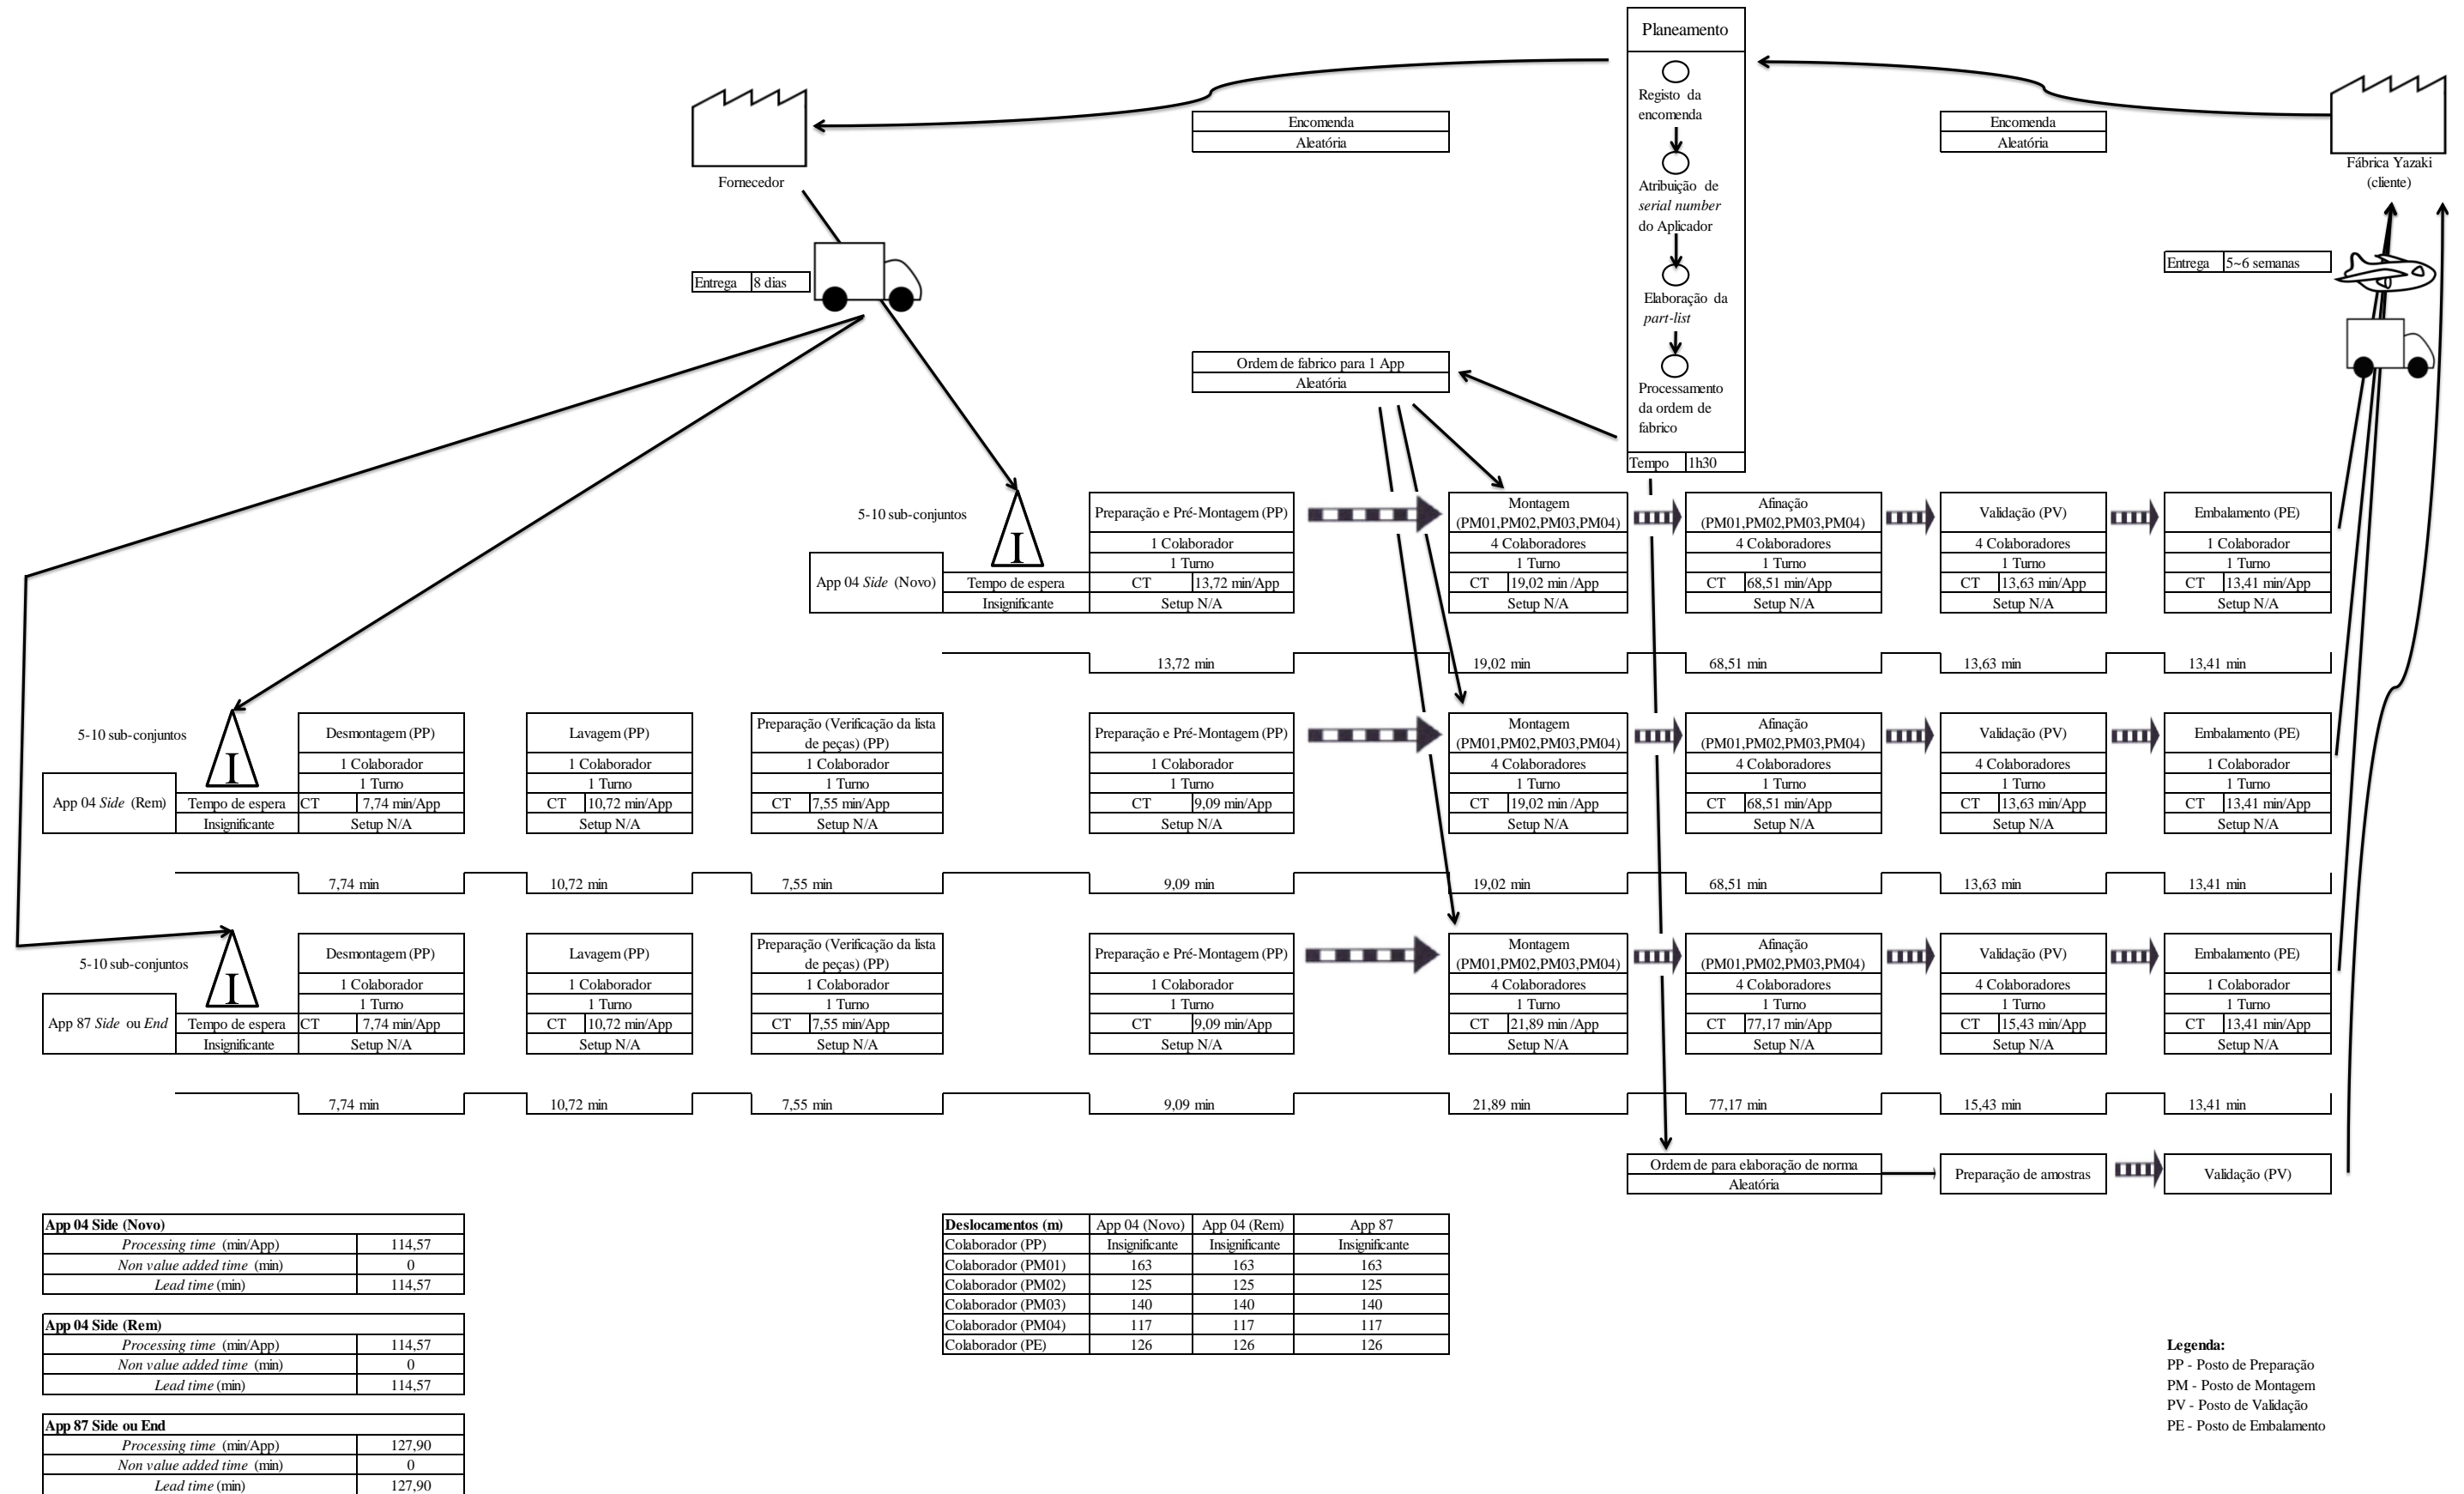 Planeamento
Registo da
encomenda
Atribuição de
serial number
do Aplicador
Elaboração da
part-list
Processamento
da ordem de
fabrico
Tempo 1h30
Encomenda
Aleatória
Encomenda
Aleatória
Fornecedor
Fábrica Yazaki
(cliente)
Entrega 8 dias
Entrega 5~6 semanas
Ordem de fabrico para 1 App
Aleatória
5-10 sub-conjuntos
I
App 04 Side (Novo)
Tempo de espera
Insignificante
Preparação e Pré-Montagem (PP)
1 Colaborador
1 Turno
CT 13,72 min/App
Setup N/A
Montagem
(PM01,PM02,PM03,PM04)
4 Colaboradores
1 Turno
CT 19,02 min /App
Setup N/A
Afinação
(PM01,PM02,PM03,PM04)
4 Colaboradores
1 Turno
CT 68,51 min/App
Setup N/A
Validação (PV)
4 Colaboradores
1 Turno
CT 13,63 min/App
Setup N/A
Embalamento (PE)
1 Colaborador
1 Turno
CT 13,41 min/App
Setup N/A
13,72 min 19,02 min 68,51 min 13,63 min 13,41 min
5-10 sub-conjuntos
I
App 04 Side (Rem)
Tempo de espera
Insignificante
Desmontagem (PP)
1 Colaborador
1 Turno
CT 7,74 min/App
Setup N/A
Lavagem (PP)
1 Colaborador
1 Turno
CT 10,72 min/App
Setup N/A
Preparação (Verificação da lista
de peças) (PP)
1 Colaborador
1 Turno
CT 7,55 min/App
Setup N/A
Preparação e Pré-Montagem (PP)
1 Colaborador
1 Turno
CT 9,09 min/App
Setup N/A
Montagem
(PM01,PM02,PM03,PM04)
4 Colaboradores
1 Turno
CT 19,02 min /App
Setup N/A
Afinação
(PM01,PM02,PM03,PM04)
4 Colaboradores
1 Turno
CT 68,51 min/App
Setup N/A
Validação (PV)
4 Colaboradores
1 Turno
CT 13,63 min/App
Setup N/A
Embalamento (PE)
1 Colaborador
1 Turno
CT 13,41 min/App
Setup N/A
7,74 min 10,72 min 7,55 min 9,09 min 19,02 min 68,51 min 13,63 min 13,41 min
5-10 sub-conjuntos
I
App 87 Side ou End
Tempo de espera
Insignificante
Desmontagem (PP)
1 Colaborador
1 Turno
CT 7,74 min/App
Setup N/A
Lavagem (PP)
1 Colaborador
1 Turno
CT 10,72 min/App
Setup N/A
Preparação (Verificação da lista
de peças) (PP)
1 Colaborador
1 Turno
CT 7,55 min/App
Setup N/A
Preparação e Pré-Montagem (PP)
1 Colaborador
1 Turno
CT 9,09 min/App
Setup N/A
Montagem
(PM01,PM02,PM03,PM04)
4 Colaboradores
1 Turno
CT 21,89 min /App
Setup N/A
Afinação
(PM01,PM02,PM03,PM04)
4 Colaboradores
1 Turno
CT 77,17 min/App
Setup N/A
Validação (PV)
4 Colaboradores
1 Turno
CT 15,43 min/App
Setup N/A
Embalamento (PE)
1 Colaborador
1 Turno
CT 13,41 min/App
Setup N/A
7,74 min 10,72 min 7,55 min 9,09 min 21,89 min 77,17 min 15,43 min 13,41 min
Ordem de para elaboração de norma
Aleatória
Preparação de amostras
Validação (PV)
App 04 Side (Novo)
Processing time (min/App) 114,57
Non value added time (min) 0
Lead time (min) 114,57
App 04 Side (Rem)
Processing time (min/App) 114,57
Non value added time (min) 0
Lead time (min) 114,57
App 87 Side ou End
Processing time (min/App) 127,90
Non value added time (min) 0
Lead time (min) 127,90
Deslocamentos (m) App 04 (Novo) App 04 (Rem) App 87
Colaborador (PP) Insignificante Insignificante Insignificante
Colaborador (PM01) 163 163 163
Colaborador (PM02) 125 125 125
Colaborador (PM03) 140 140 140
Colaborador (PM04) 117 117 117
Colaborador (PE) 126 126 126
Legenda:
PP - Posto de Preparação
PM - Posto de Montagem
PV - Posto de Validação
PE - Posto de Embalamento